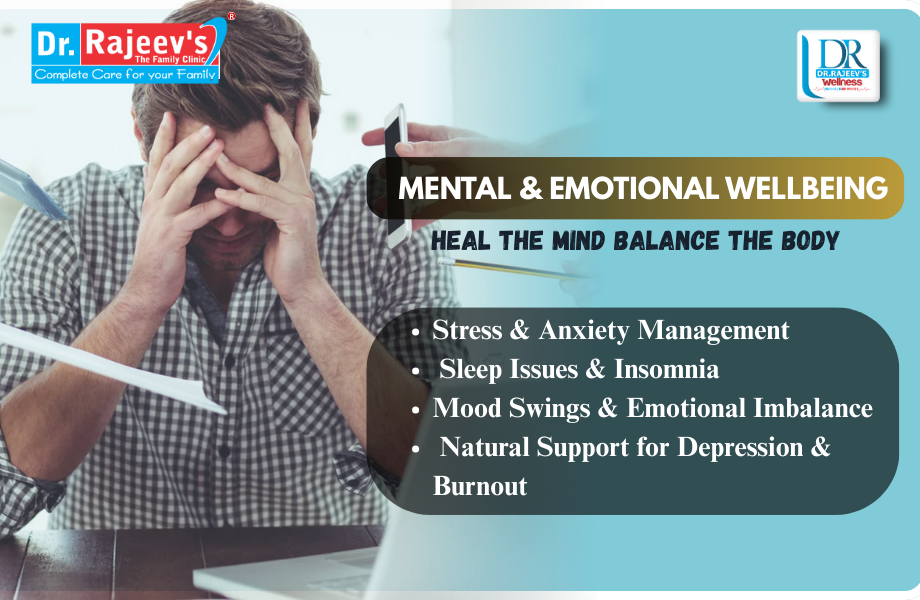 Dr. Rajeev's ®
The Family Clinic
Complete Care for your Family
DR
DR.RAJEEV'S
Wellness
MENTAL & EMOTIONAL WELLBEING
HEAL THE MIND BALANCE THE BODY
• Stress & Anxiety Management
• Sleep Issues & Insomnia
• Mood Swings & Emotional Imbalance
• Natural Support for Depression &
Burnout